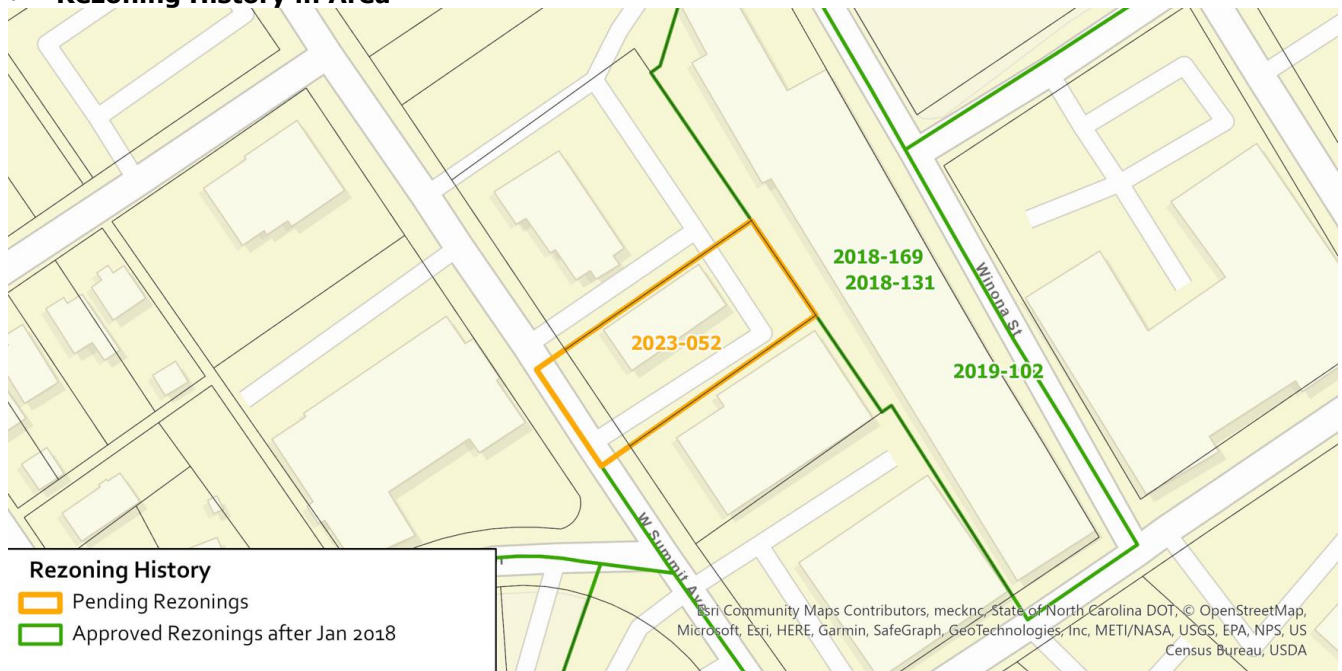 Rezoning History in Area
2018-169
2018-131
Winona St
2023-052
2019-102
W Summit Ave
Rezoning History
Pending Rezonings
Approved Rezonings after Jan 2018
Esri Community Maps Contributors, mecknc, State of North Carolina DOT, © OpenStreetMap,
Microsoft, Esri, HERE, Garmin, SafeGraph, GeoTechnologies, Inc, METI/NASA, USGS, EPA, NPS, US
Census Bureau, USDA